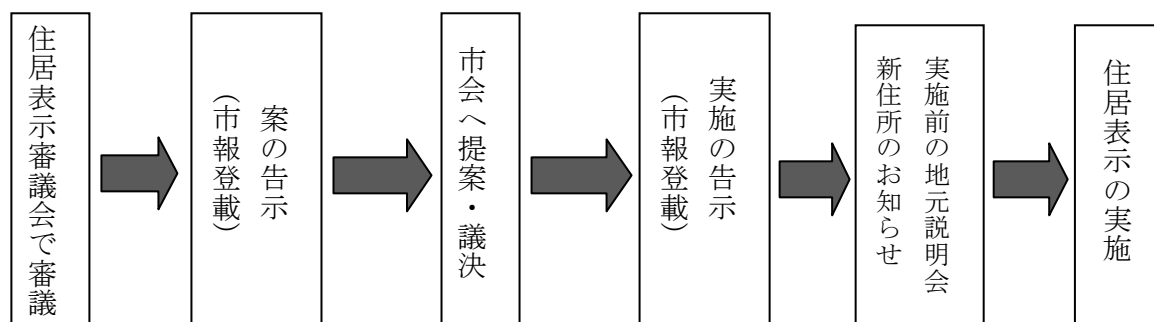 住居表示審議会で審議
案の告示
（市報登載）
市会へ提案・議決
実施の告示
（市報登載）
実施前の地元説明会
新住所のお知らせ
住居表示の実施